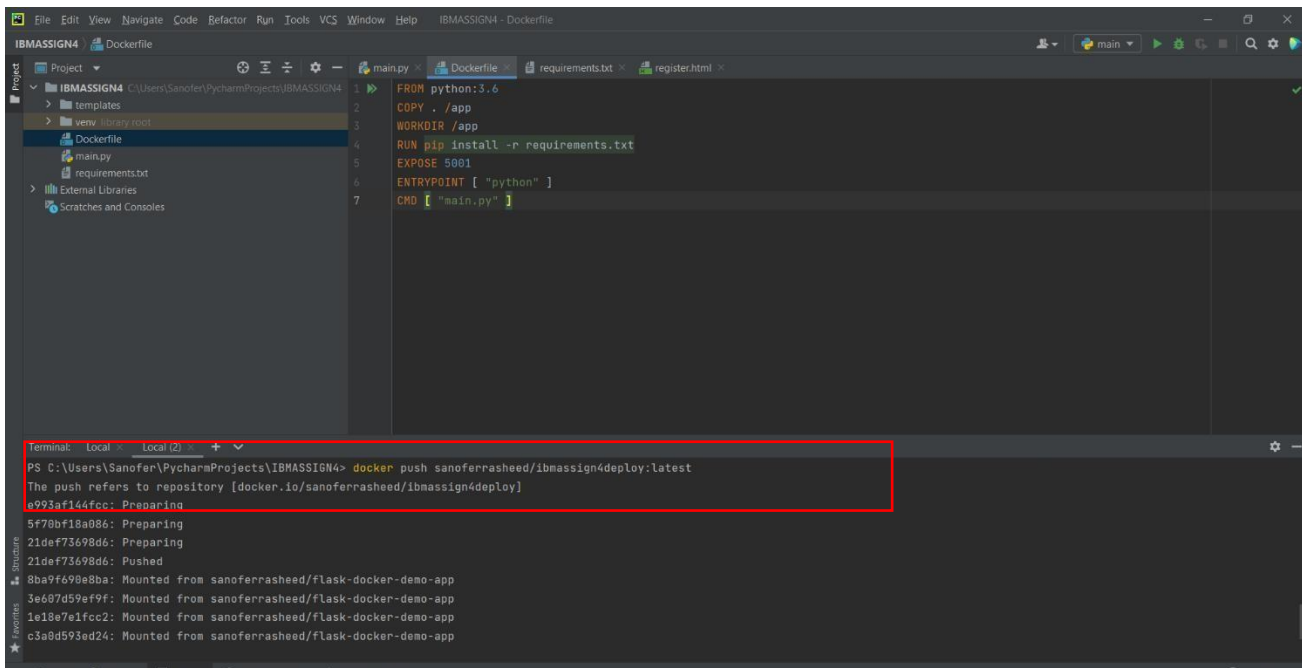 File Edit View Navigate Code Refactor Run Tools VCS Window Help IBMASSIGN4 - Dockerfile
IBMASSIGN4 Dockerfile main
Project main.py Dockerfile requirements.txt register.html
Project
IBMASSIGN4 C:\Users\Sanofer\PycharmProjects\IBMASSIGN4
templates
venv library root
Dockerfile
main.py
requirements.txt
External Libraries
Scratches and Consoles
1 FROM python:3.6
2 COPY . /app
3 WORKDIR /app
4 RUN pip install -r requirements.txt
5 EXPOSE 5001
6 ENTRYPOINT [ "python" ]
7 CMD [ "main.py" ]
Terminal: Local Local (2)
PS C:\Users\Sanofer\PycharmProjects\IBMASSIGN4> docker push sanoferrasheed/ibmassign4deploy:latest
The push refers to repository [docker.io/sanoferrasheed/ibmassign4deploy]
e993af144fcc: Preparing
5f70bf18a086: Preparing
21def73698d6: Preparing
21def73698d6: Pushed
8ba9f690e8ba: Mounted from sanoferrasheed/flask-docker-demo-app
3e607d59ef9f: Mounted from sanoferrasheed/flask-docker-demo-app
1e18e7e1fcc2: Mounted from sanoferrasheed/flask-docker-demo-app
c3a0d593ed24: Mounted from sanoferrasheed/flask-docker-demo-app
Structure
Favorites